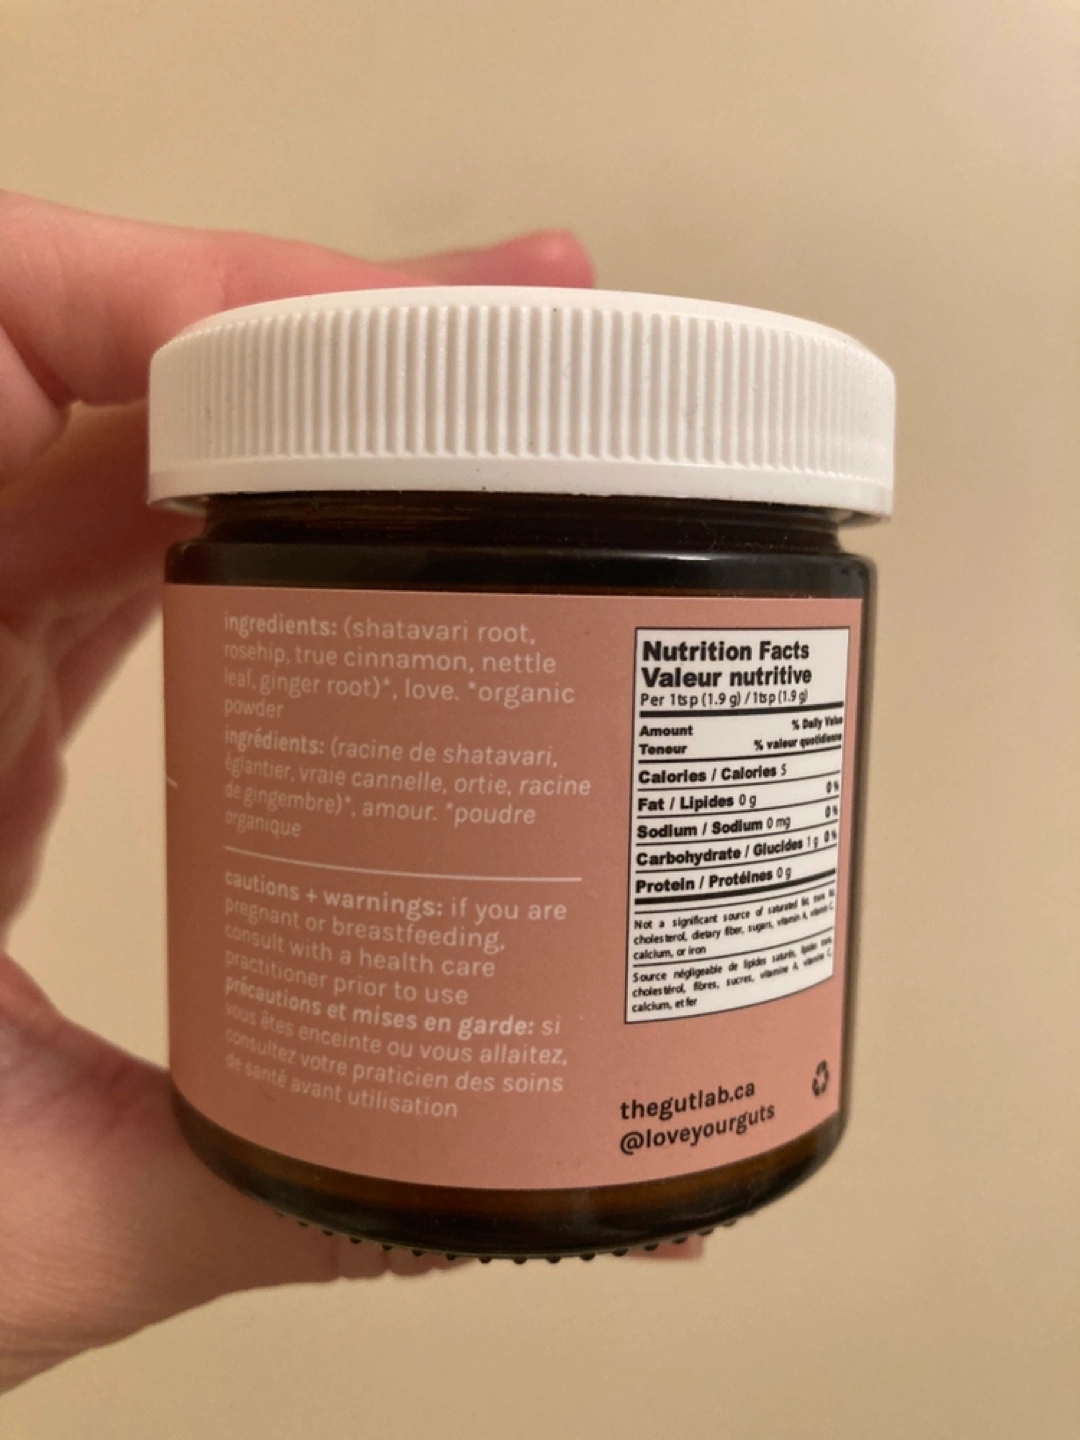 ingredients: (shatavari root,
rosehip, true cinnamon, nettle
leaf, ginger root)*, love. *organic
powder
ingrédients: (racine de shatavari,
églantier, vraie cannelle, ortie, racine
de gingembre)*, amour. *poudre
organique
cautions + warnings: if you are
pregnant or breastfeeding,
consult with a health care
practitioner prior to use
précautions et mises en garde: si
vous êtes enceinte ou vous allaitez,
consultez votre praticien des soins
de santé avant utilisation
Nutrition Facts
Valeur nutritive
Per 1 tsp (1.9 g) / 1 tsp (1.9 g)
Amount % Daily Value
Teneur % valeur quotidienne
Calories / Calories 5
Fat / Lipides 0 g 0 %
Sodium / Sodium 0 mg 0 %
Carbohydrate / Glucides 1 g 0 %
Protein / Protéines 0 g
Not a significant source of saturated fat, trans fat,
cholesterol, dietary fiber, sugars, vitamin A, vitamin C,
calcium, or iron
Source négligeable de lipides saturés, lipides trans,
cholestérol, fibres, sucres, vitamine A, vitamine C,
calcium, et fer
thegutlab.ca
@loveyourguts